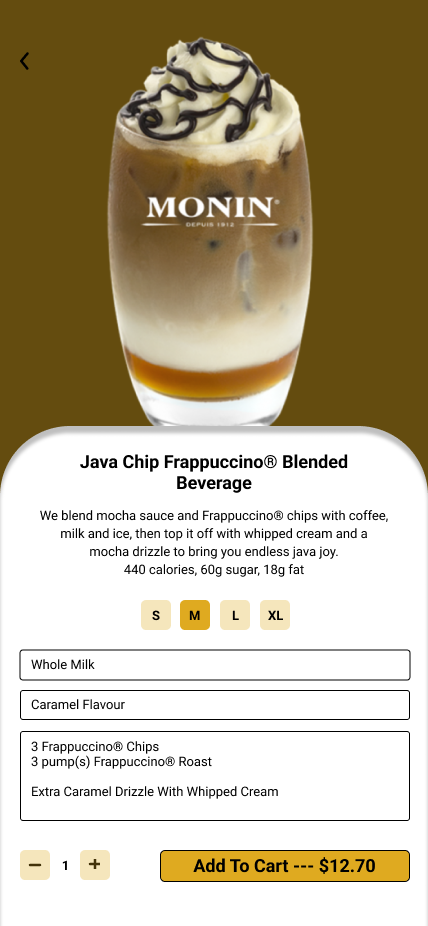 MONIN®
DEPUIS 1912
Java Chip Frappuccino® Blended
Beverage
We blend mocha sauce and Frappuccino® chips with coffee,
milk and ice, then top it off with whipped cream and a
mocha drizzle to bring you endless java joy.
440 calories, 60g sugar, 18g fat
S M L XL
Whole Milk
Caramel Flavour
3 Frappuccino® Chips
3 pump(s) Frappuccino® Roast
Extra Caramel Drizzle With Whipped Cream
− 1 + Add To Cart --- $12.70